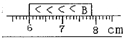 < < < < < B
6 7 8 cm